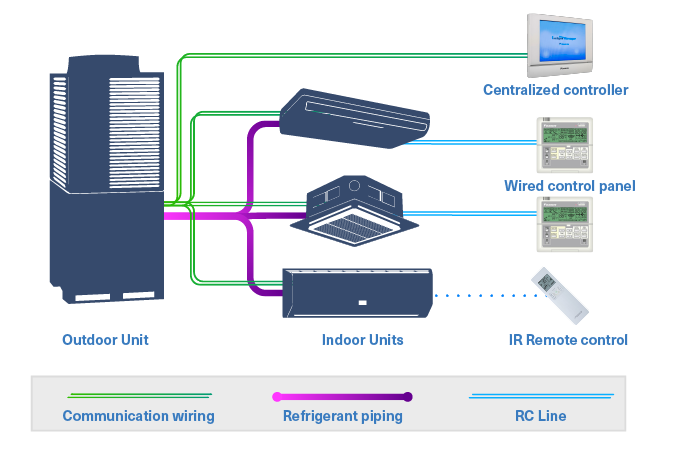 Centralized controller
Wired control panel
Outdoor Unit
Indoor Units
IR Remote control
Communication wiring
Refrigerant piping
RC Line